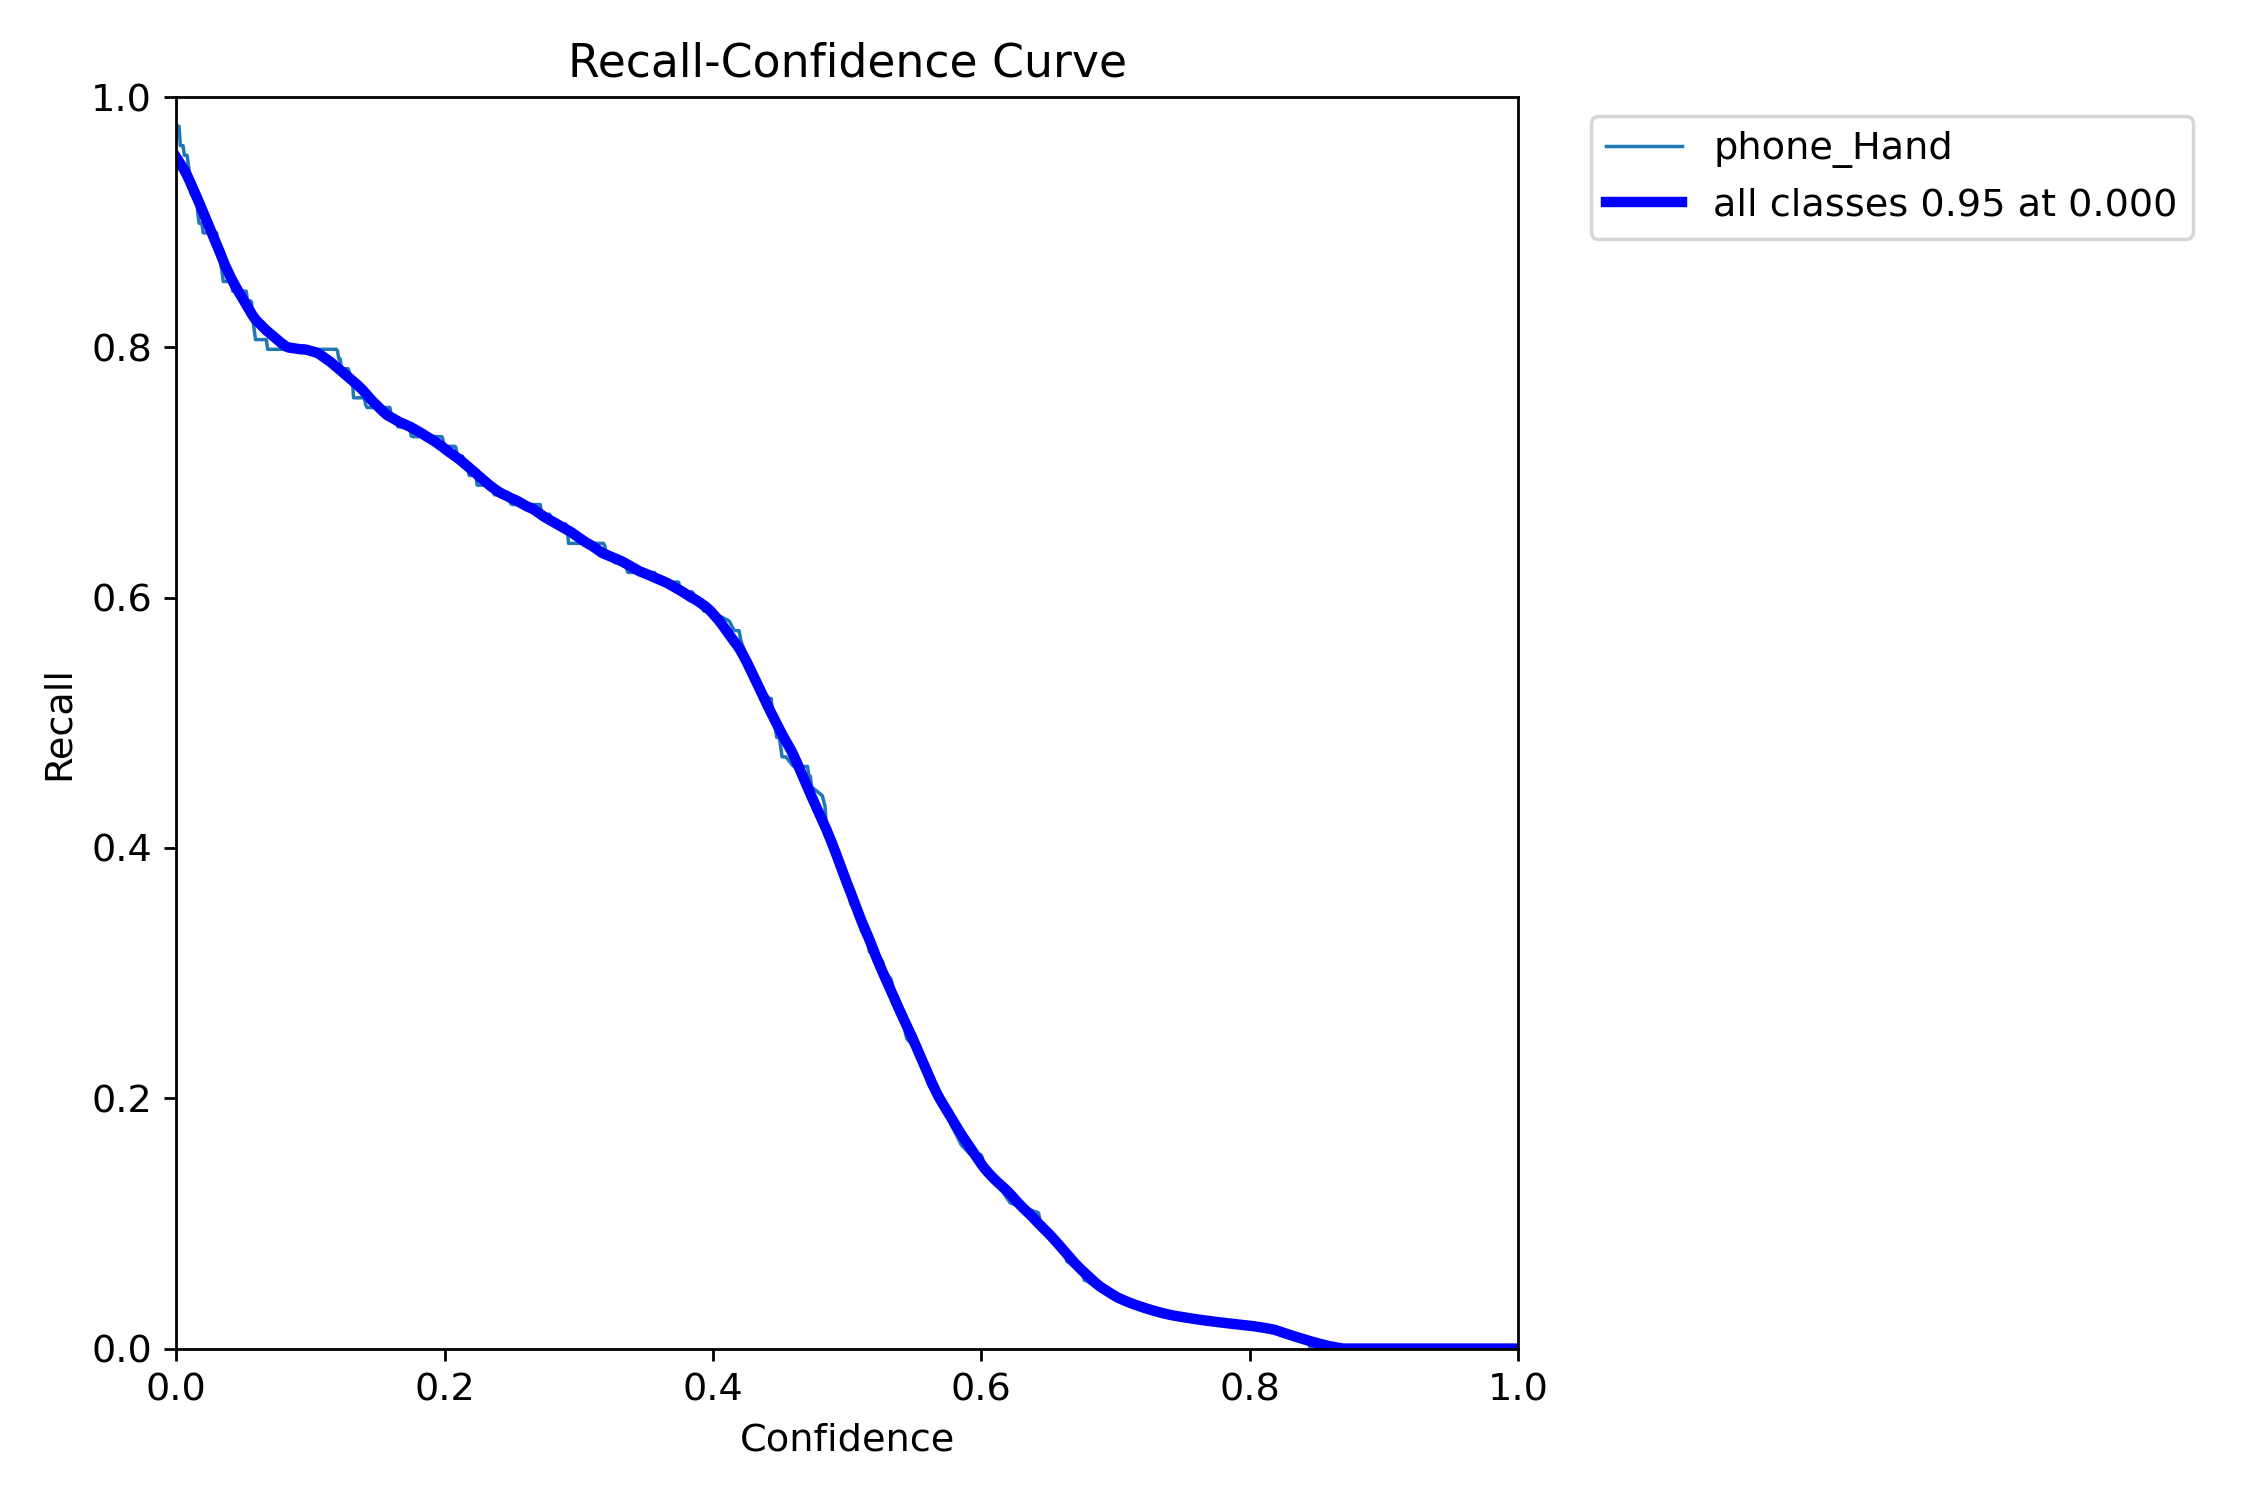 Recall-Confidence Curve
1.0
0.8
0.6
0.4
0.2
0.0
Recall
0.0 0.2 0.4 0.6 0.8 1.0
Confidence
phone_Hand
all classes 0.95 at 0.000